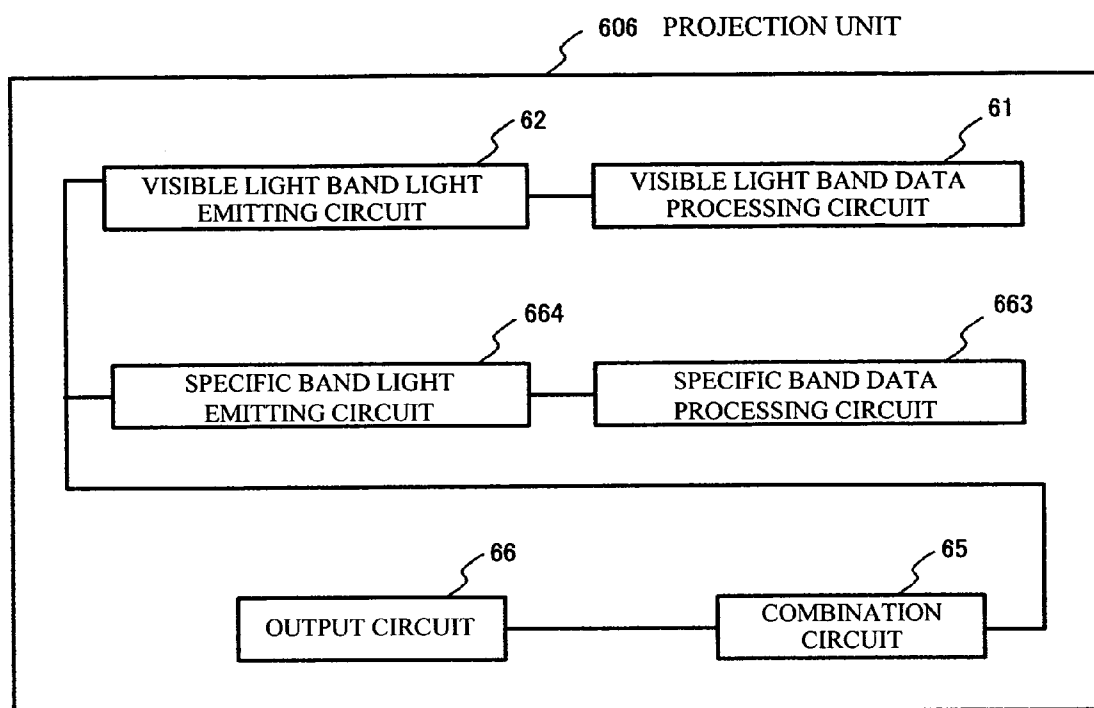 606 PROJECTION UNIT
62
61
VISIBLE LIGHT BAND LIGHT
EMITTING CIRCUIT
VISIBLE LIGHT BAND DATA
PROCESSING CIRCUIT
664
663
SPECIFIC BAND LIGHT
EMITTING CIRCUIT
SPECIFIC BAND DATA
PROCESSING CIRCUIT
66
65
OUTPUT CIRCUIT
COMBINATION
CIRCUIT